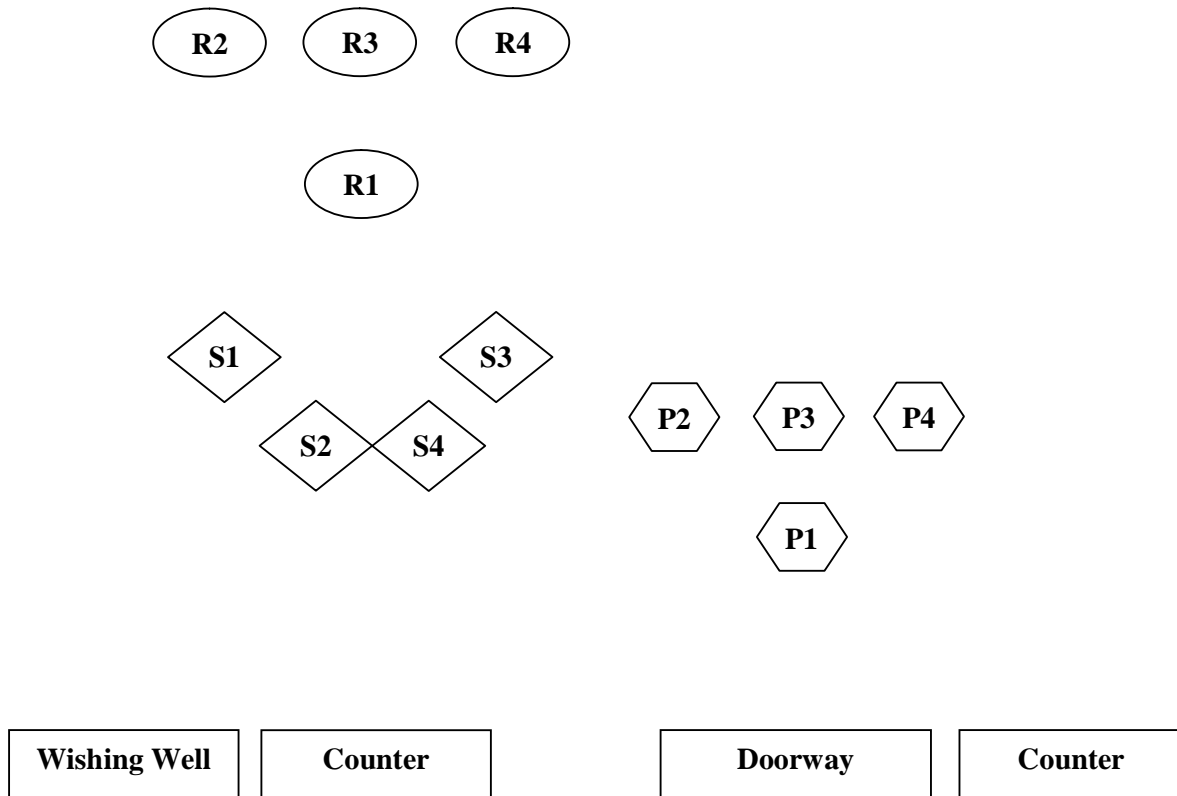 R2 R3 R4
R1
S1 S3
S2 S4
P2 P3 P4
P1
Wishing Well Counter Doorway Counter